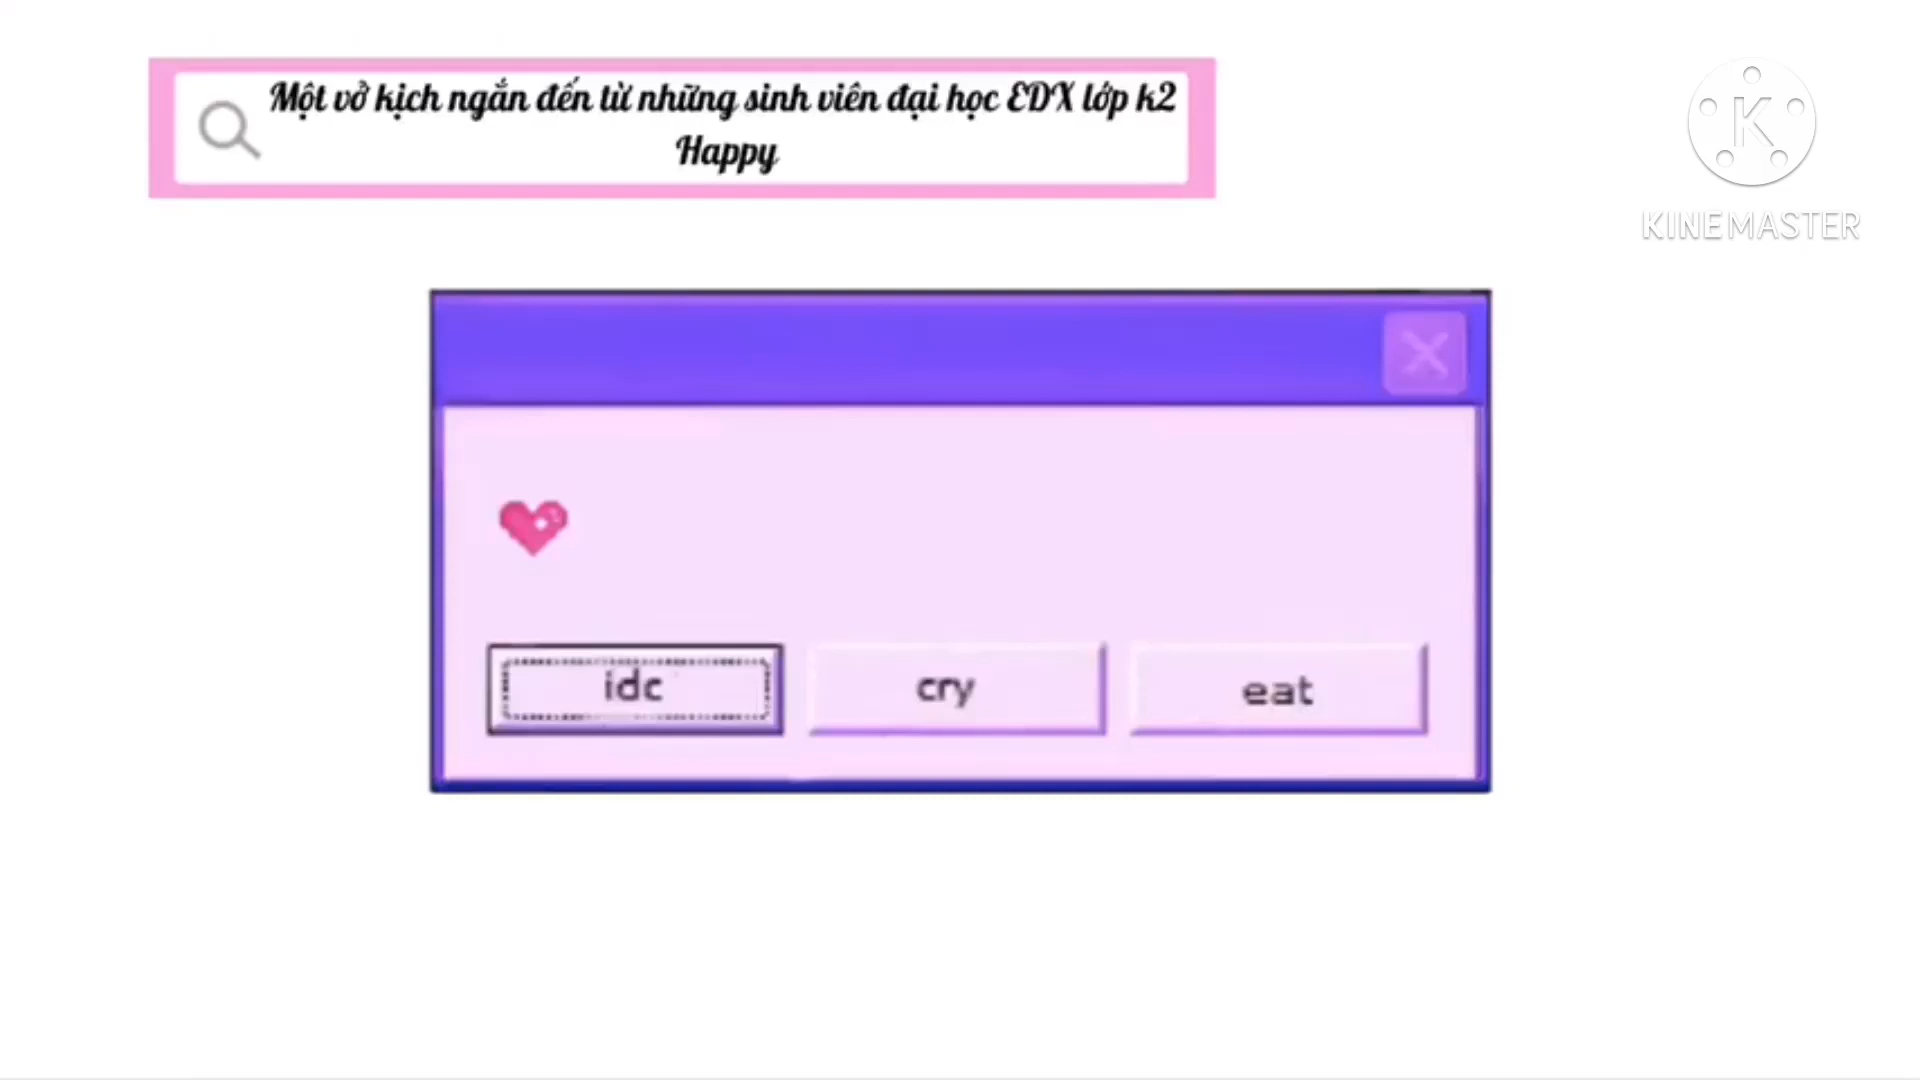 Một vở kịch ngắn đến từ những sinh viên đại học EDX lớp k2
Happy
K
KINEMASTER
idc
cry
eat